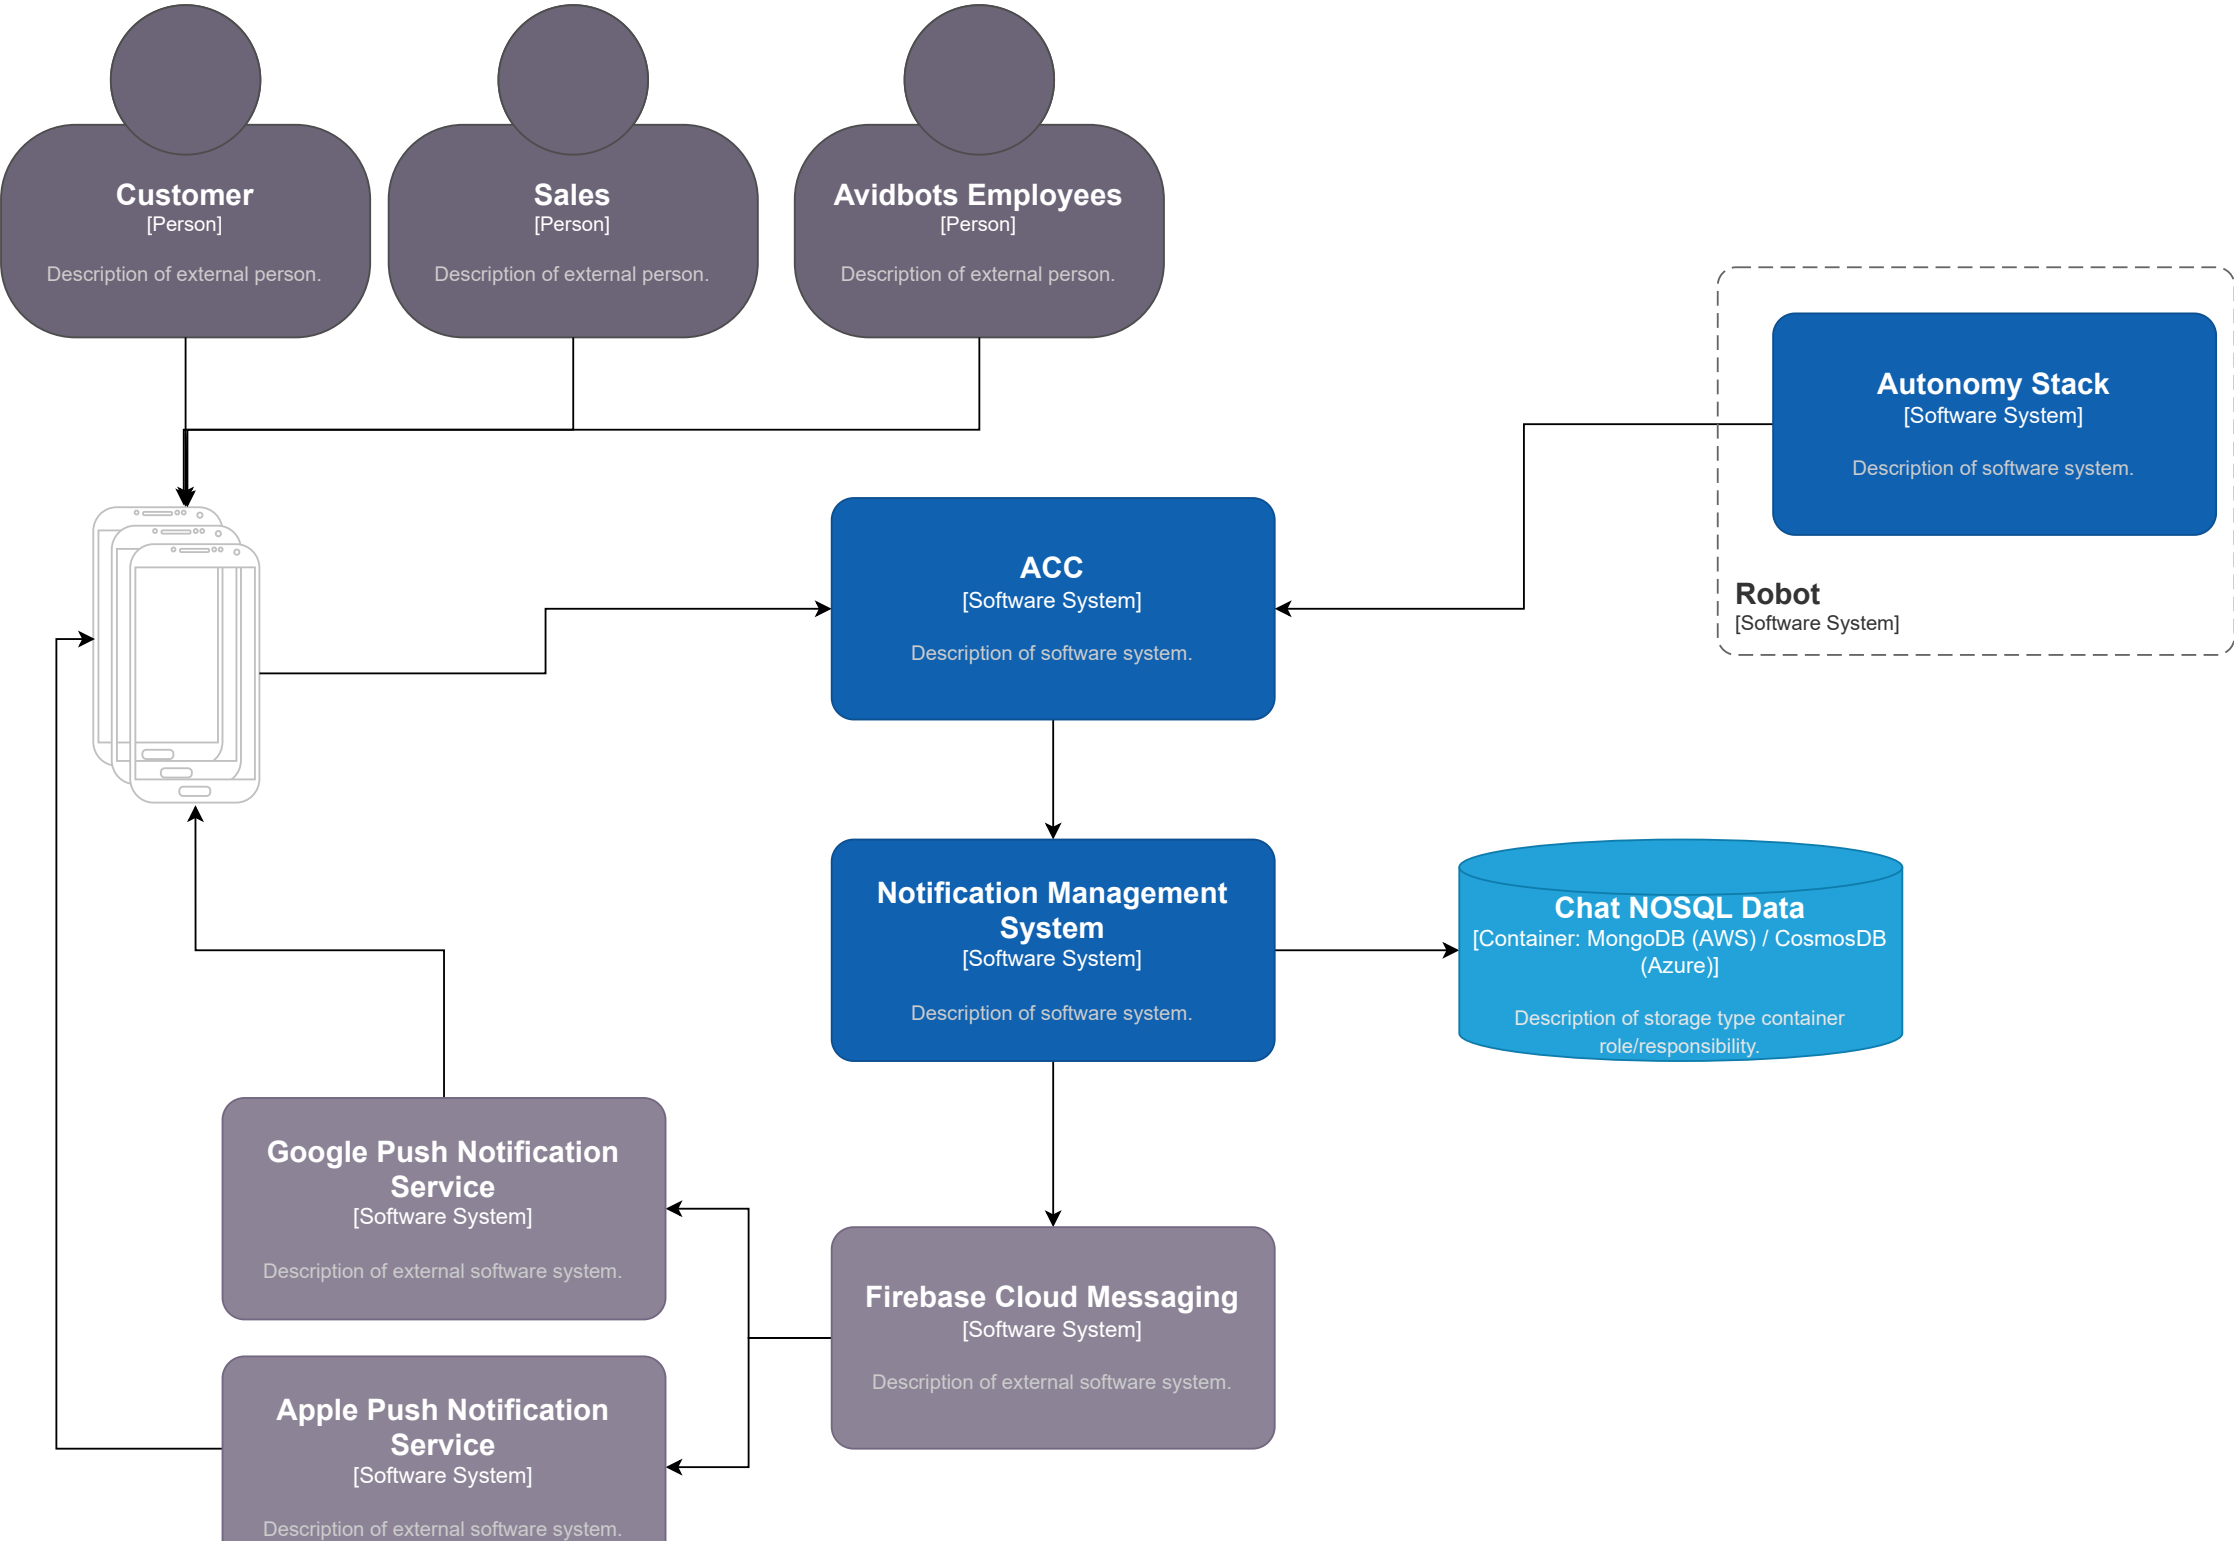 Customer
[Person]
Description of external person.
Sales
[Person]
Description of external person.
Avidbots Employees
[Person]
Description of external person.
Autonomy Stack
[Software System]
Description of software system.
Robot
[Software System]
ACC
[Software System]
Description of software system.
Notification Management
System
[Software System]
Description of software system.
Chat NOSQL Data
[Container: MongoDB (AWS) / CosmosDB
(Azure)]
Description of storage type container
role/responsibility.
Google Push Notification
Service
[Software System]
Description of external software system.
Firebase Cloud Messaging
[Software System]
Description of external software system.
Apple Push Notification
Service
[Software System]
Description of external software system.